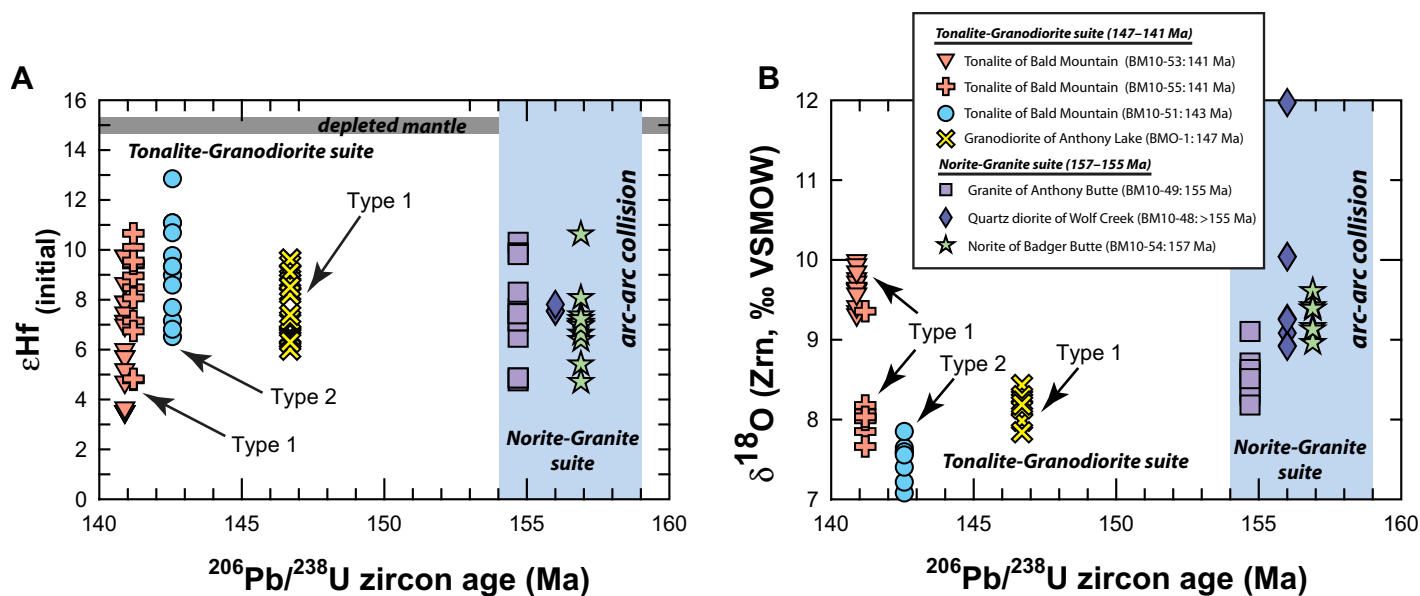 A
16
14
12
10
8
6
4
2
0
εHf (initial)
depleted mantle
Tonalite-Granodiorite suite
Type 1
Type 2
Type 1
Norite-Granite
suite
arc-arc collision
140
145
150
155
160
206Pb/238U zircon age (Ma)
B
Tonalite-Granodiorite suite (147–141 Ma)
Tonalite of Bald Mountain (BM10-53: 141 Ma)
Tonalite of Bald Mountain (BM10-55: 141 Ma)
Tonalite of Bald Mountain (BM10-51: 143 Ma)
Granodiorite of Anthony Lake (BMO-1: 147 Ma)
Norite-Granite suite (157–155 Ma)
Granite of Anthony Butte (BM10-49: 155 Ma)
Quartz diorite of Wolf Creek (BM10-48: >155 Ma)
Norite of Badger Butte (BM10-54: 157 Ma)
12
11
10
9
8
7
δ18O (Zrn, ‰ VSMOW)
Type 1
Type 2
Type 1
Tonalite-Granodiorite suite
Norite-Granite
suite
arc-arc collision
140
145
150
155
160
206Pb/238U zircon age (Ma)